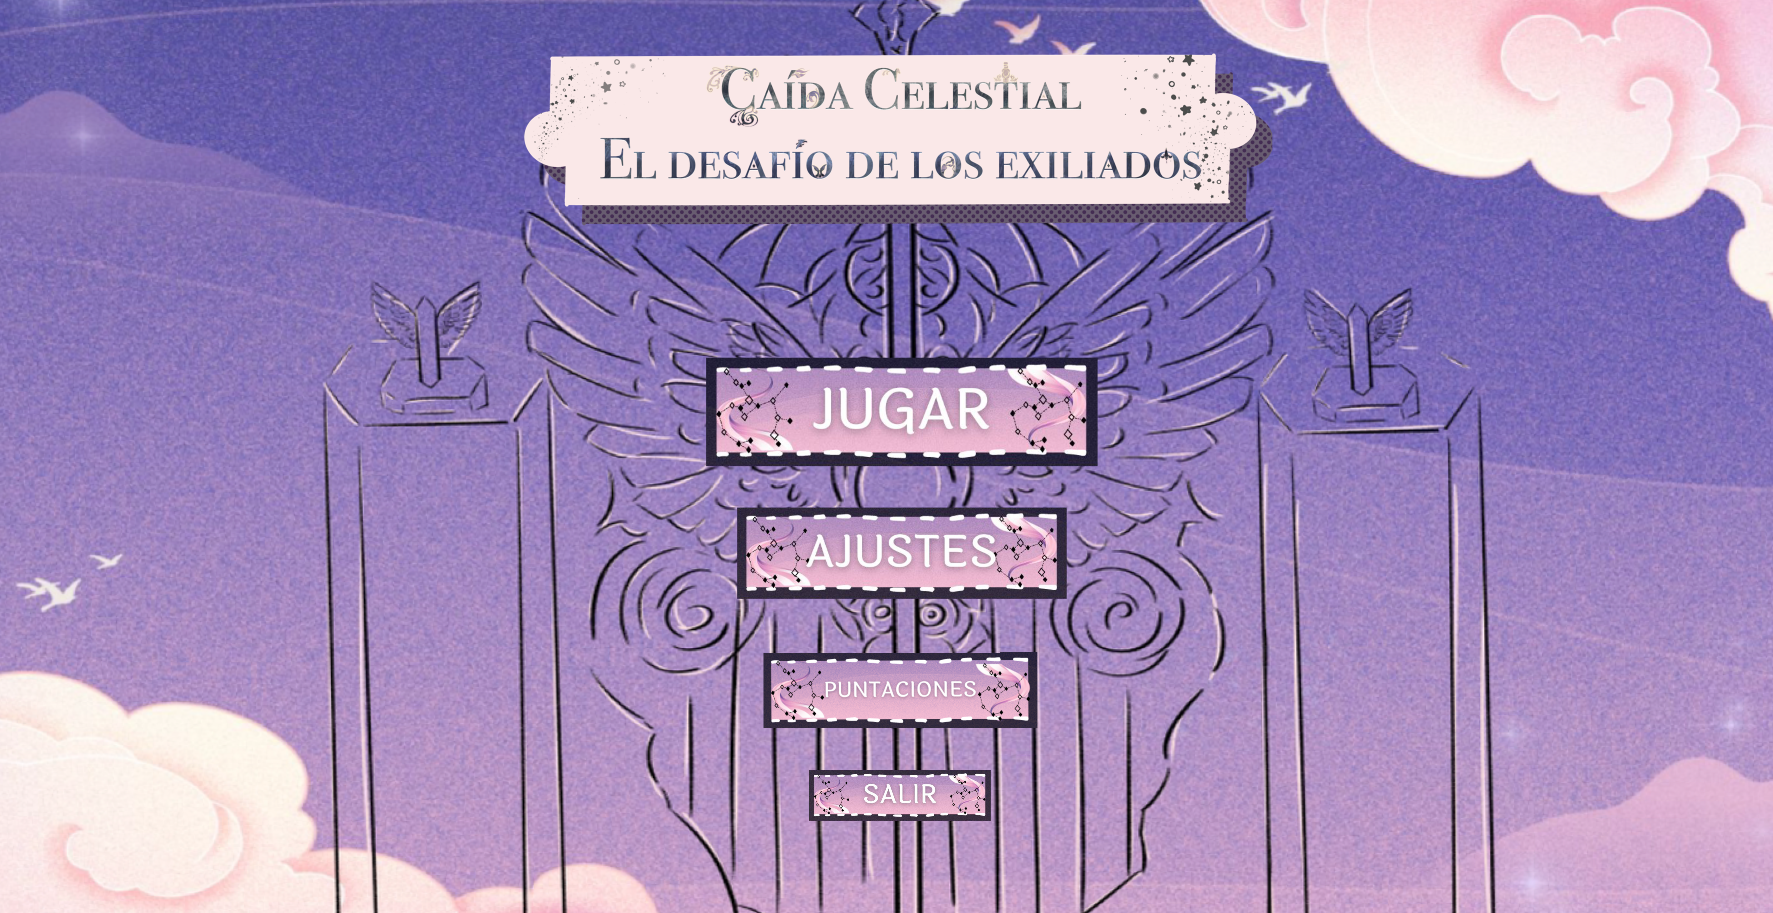 Caída Celestial
El desafío de los exiliados
JUGAR
AJUSTES
PUNTACIONES
SALIR